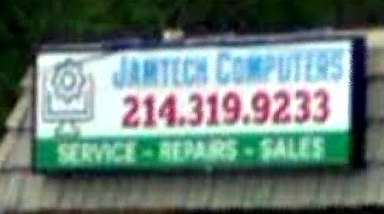 JAMTECH COMPUTERS
214.319.9233
SERVICE - REPAIRS - SALES